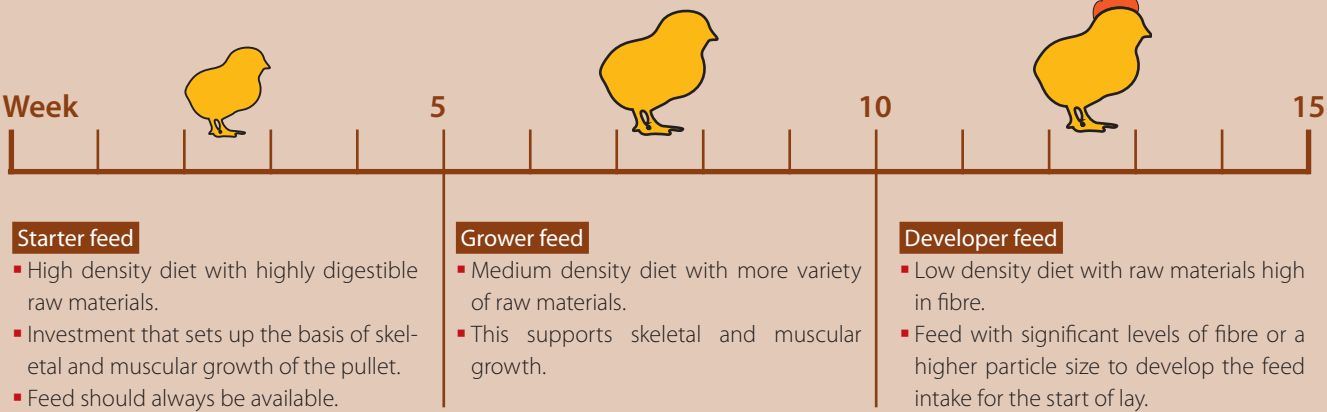 Week 5 10 15
Starter feed
▪ High density diet with highly digestible
raw materials.
▪ Investment that sets up the basis of skel-
etal and muscular growth of the pullet.
▪ Feed should always be available.
Grower feed
▪ Medium density diet with more variety
of raw materials.
▪ This supports skeletal and muscular
growth.
Developer feed
▪ Low density diet with raw materials high
in fibre.
▪ Feed with significant levels of fibre or a
higher particle size to develop the feed
intake for the start of lay.